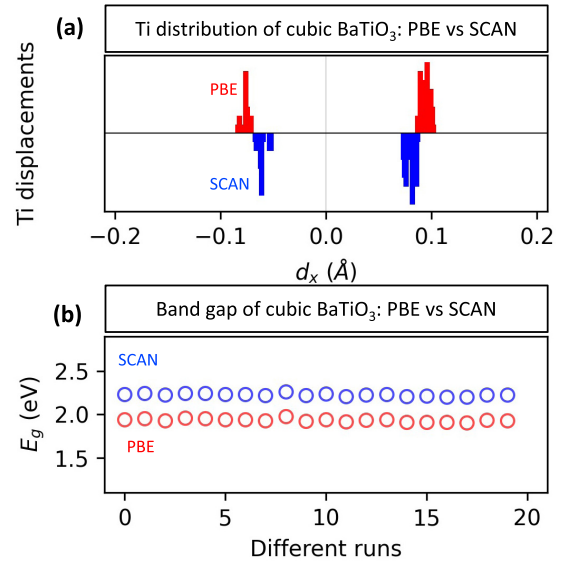 (a)
Ti distribution of cubic BaTiO₃: PBE vs SCAN
Ti displacements
PBE
SCAN
−0.2 −0.1 0.0 0.1 0.2
dₓ (Å)
(b)
Band gap of cubic BaTiO₃: PBE vs SCAN
E_g (eV)
2.5
2.0
1.5
SCAN
PBE
0 5 10 15 20
Different runs